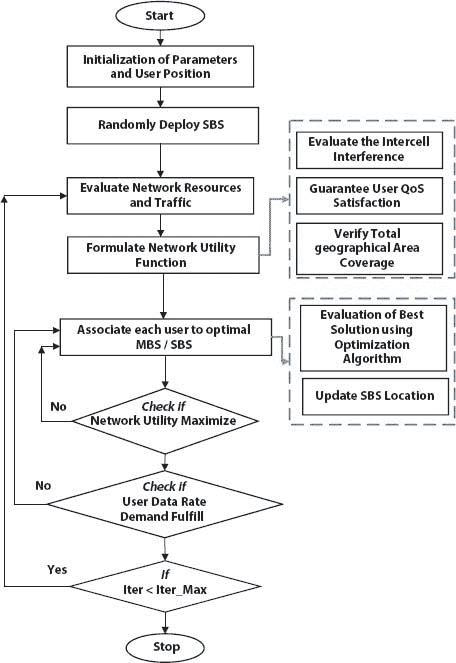 Start
Initialization of Parameters
and User Position
Randomly Deploy SBS
Evaluate Network Resources
and Traffic
Formulate Network Utility
Function
Evaluate the Intercell
Interference
Guarantee User QoS
Satisfaction
Verify Total
geographical Area
Coverage
Associate each user to optimal
MBS / SBS
Evaluation of Best
Solution using
Optimization
Algorithm
Update SBS Location
No
Check if
Network Utility Maximize
No
Check if
User Data Rate
Demand Fulfill
Yes
If
Iter < Iter_Max
Stop